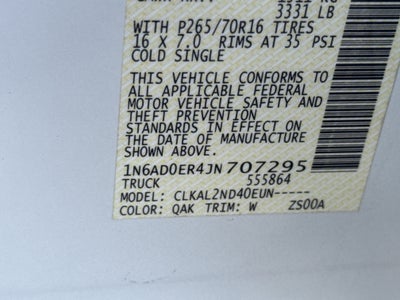 3331 LB
WITH P265/70R16 TIRES
16 X 7.0 RIMS AT 35 PSI
COLD SINGLE
THIS VEHICLE CONFORMS TO
ALL APPLICABLE FEDERAL
MOTOR VEHICLE SAFETY AND
THEFT PREVENTION
STANDARDS IN EFFECT ON
THE DATE OF MANUFACTURE
SHOWN ABOVE.
1N6AD0ER4JN707295
TRUCK 555864
MODEL: CLKAL2ND40EUN-----
COLOR: QAK TRIM: W ZS00A